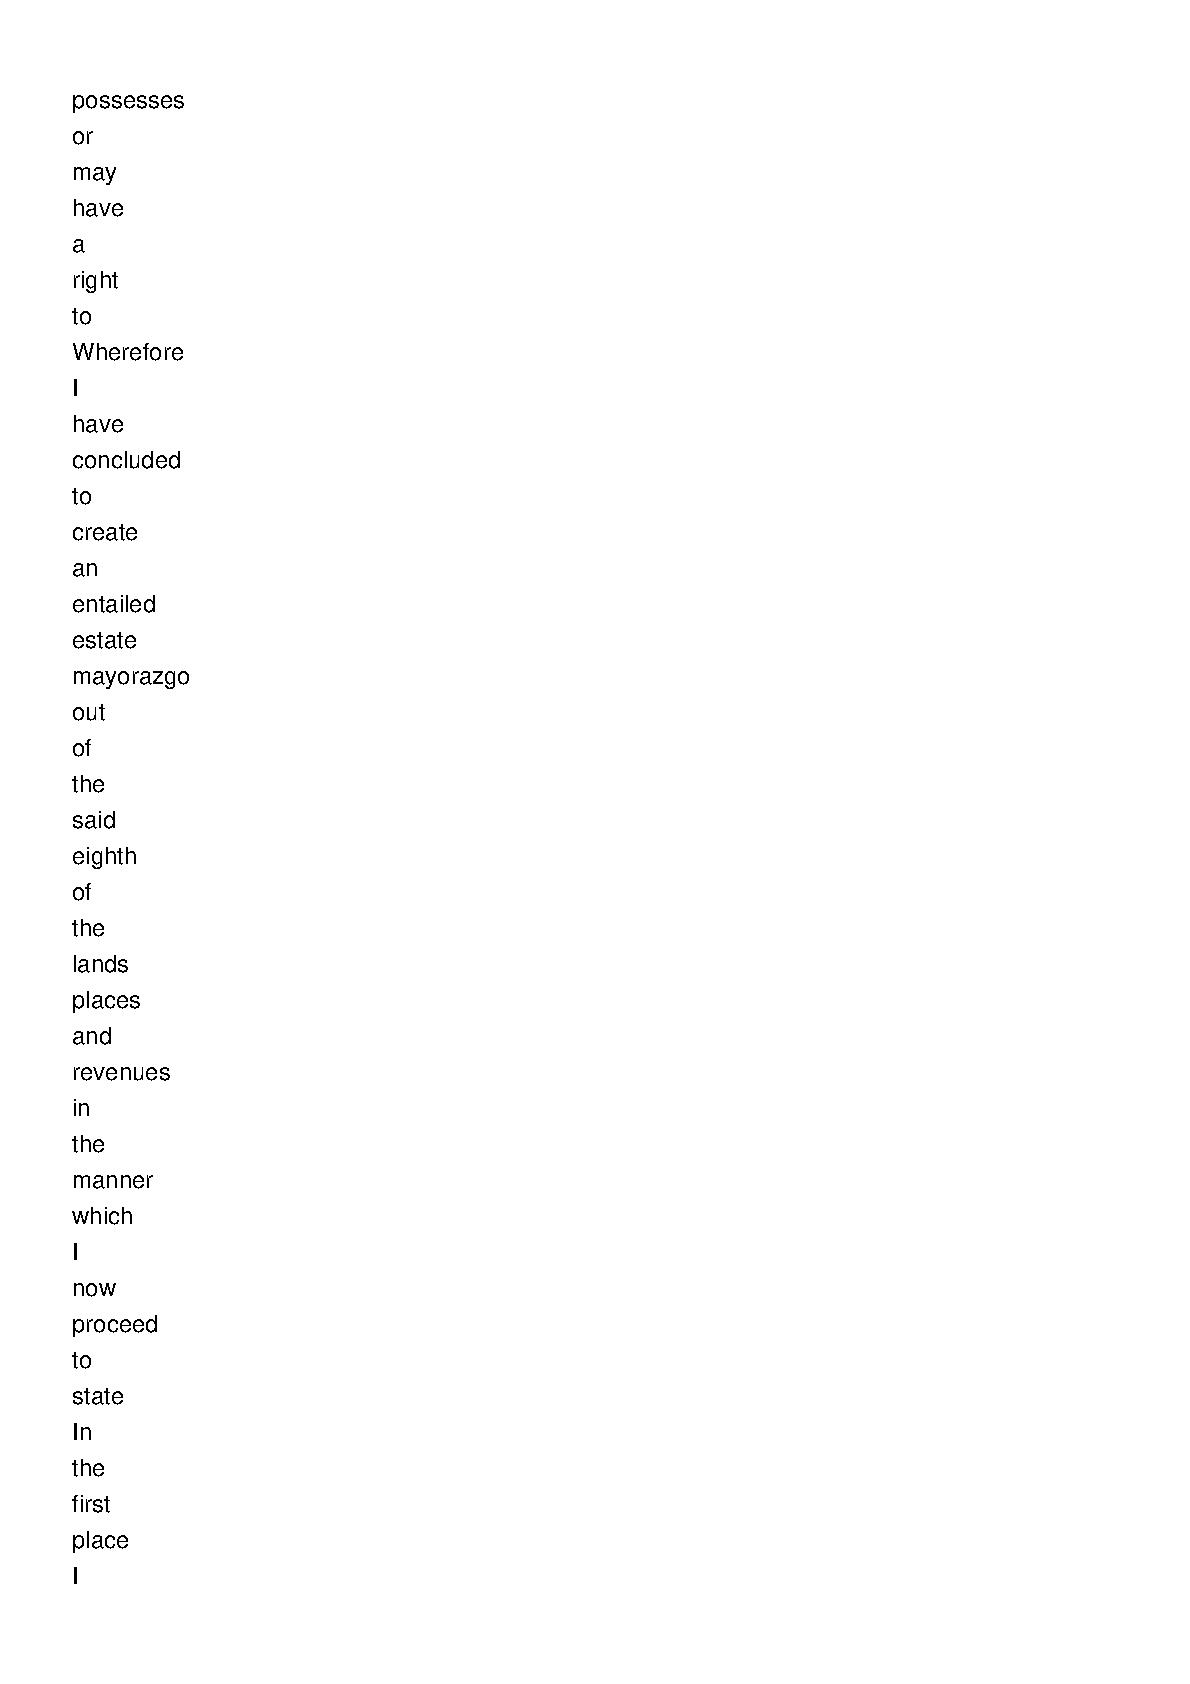 possesses
or
may
have
a
right
to
Wherefore
I
have
concluded
to
create
an
entailed
estate
mayorazgo
out
of
the
said
eighth
of
the
lands
places
and
revenues
in
the
manner
which
I
now
proceed
to
state
In
the
first
place
I